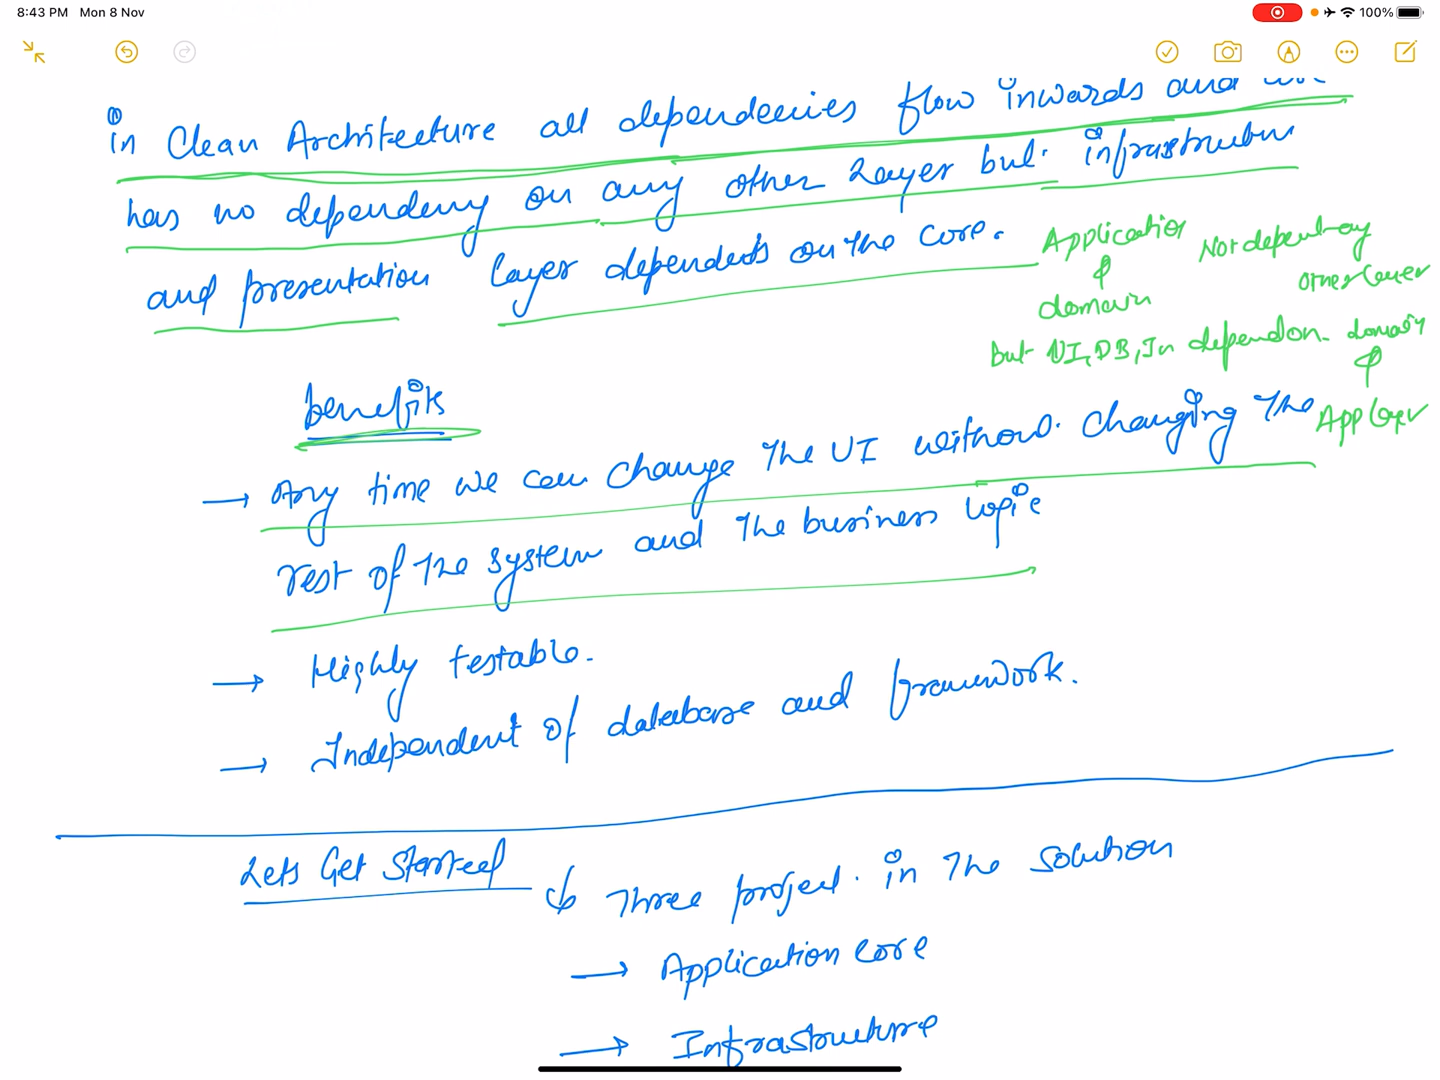 8:43 PM Mon 8 Nov
100%
in Clean Architecture all dependencies flow inwards and
has no dependency on any other Layer but infrastructure
and presentation layer dependeds on the core.
Application Not depend-any
& other layer
domain
but UI, DB, In depend on domain
&
App layer
benefits
→ Any time we can change the UI without changing the
rest of the system and the business logic
→ Highly testable.
→ Independent of database and framework.
Lets Get Started
Three project in the solution
→ Application core
→ Infrastructure